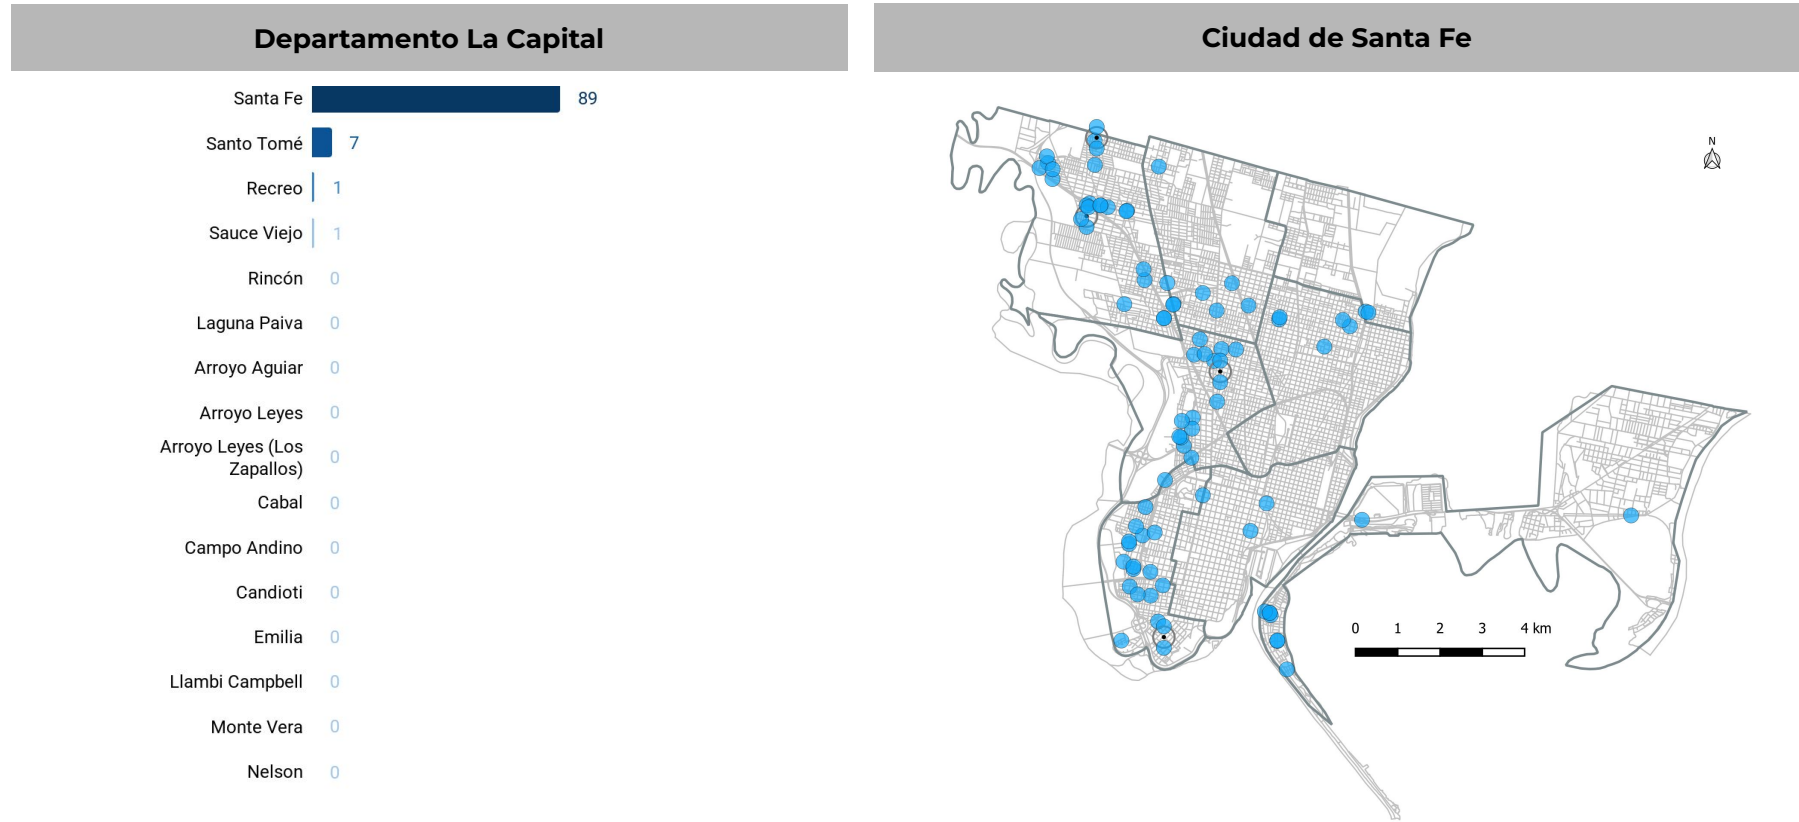 Departamento La Capital
Santa Fe 89
Santo Tomé 7
Recreo 1
Sauce Viejo 1
Rincón 0
Laguna Paiva 0
Arroyo Aguiar 0
Arroyo Leyes 0
Arroyo Leyes (Los
Zapallos) 0
Cabal 0
Campo Andino 0
Candioti 0
Emilia 0
Llambi Campbell 0
Monte Vera 0
Nelson 0
Ciudad de Santa Fe
N
0 1 2 3 4 km